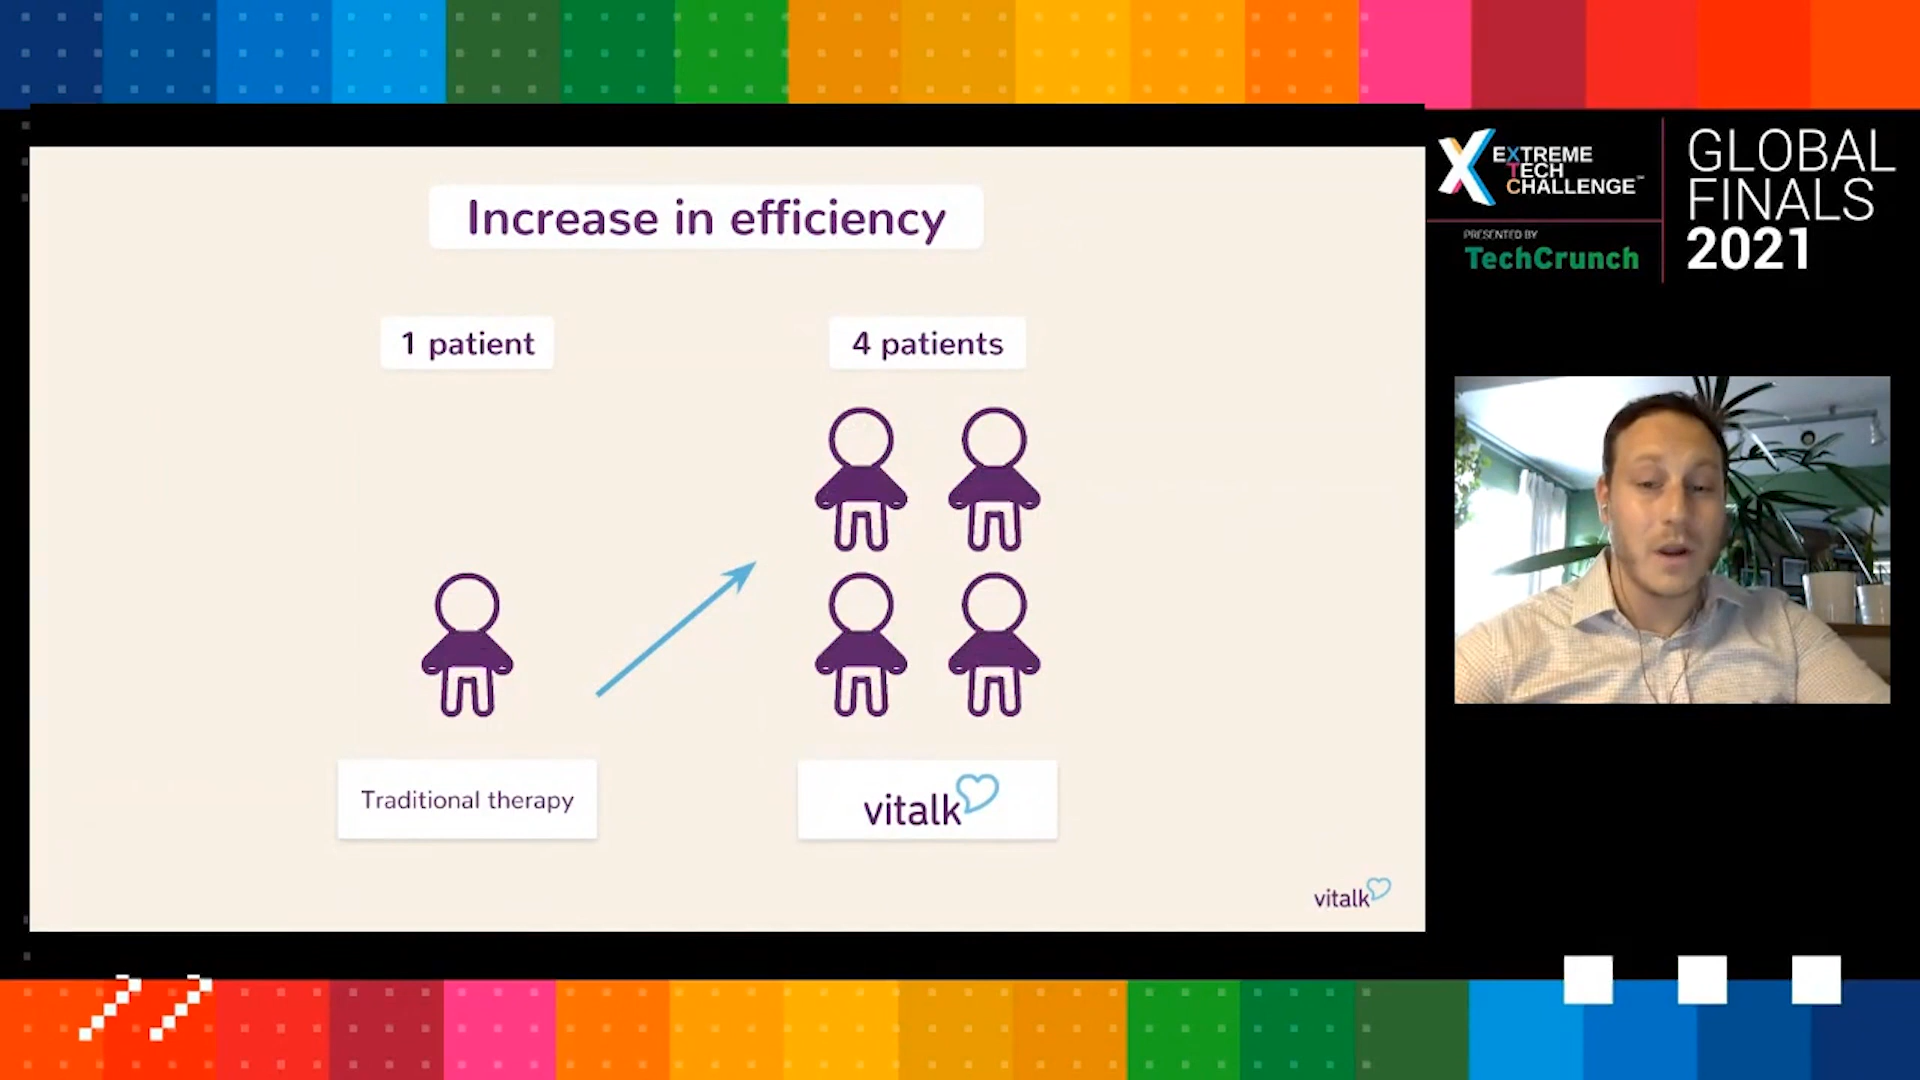 Increase in efficiency
1 patient
4 patients
Traditional therapy
vitalk
vitalk
EXTREME
TECH
CHALLENGE™
PRESENTED BY
TechCrunch
GLOBAL
FINALS
2021